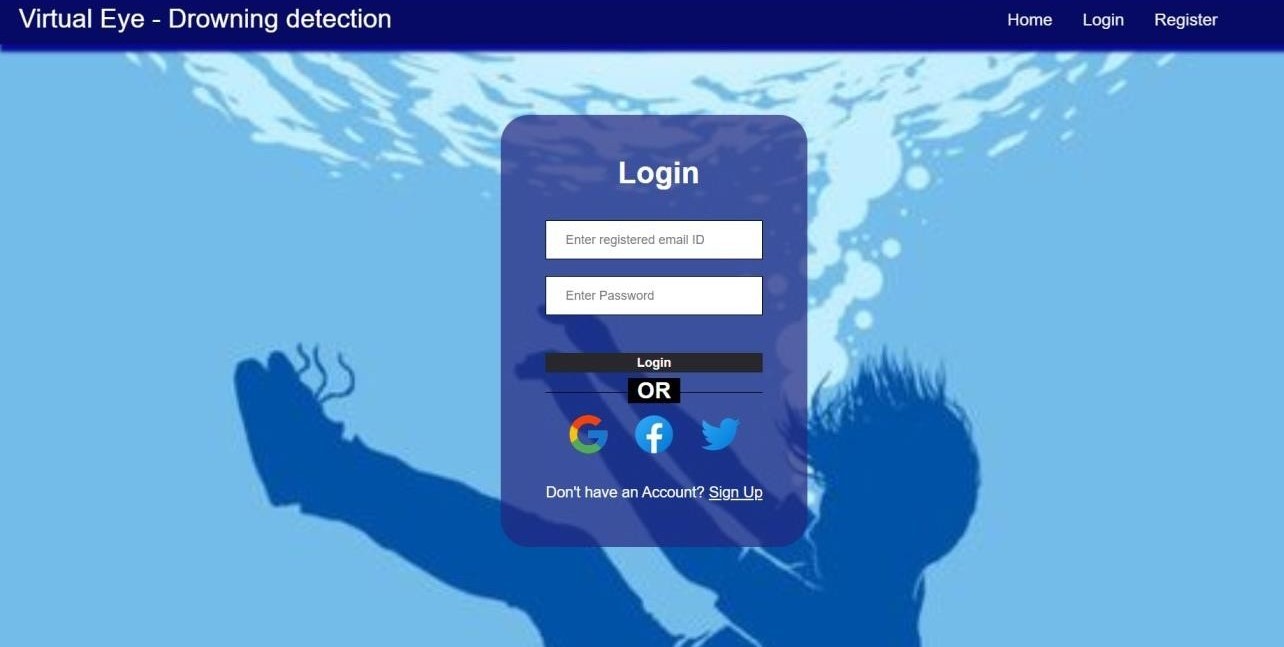 Virtual Eye - Drowning detection
Home Login Register
Login
Enter registered email ID
Enter Password
Login
OR
Don't have an Account? Sign Up